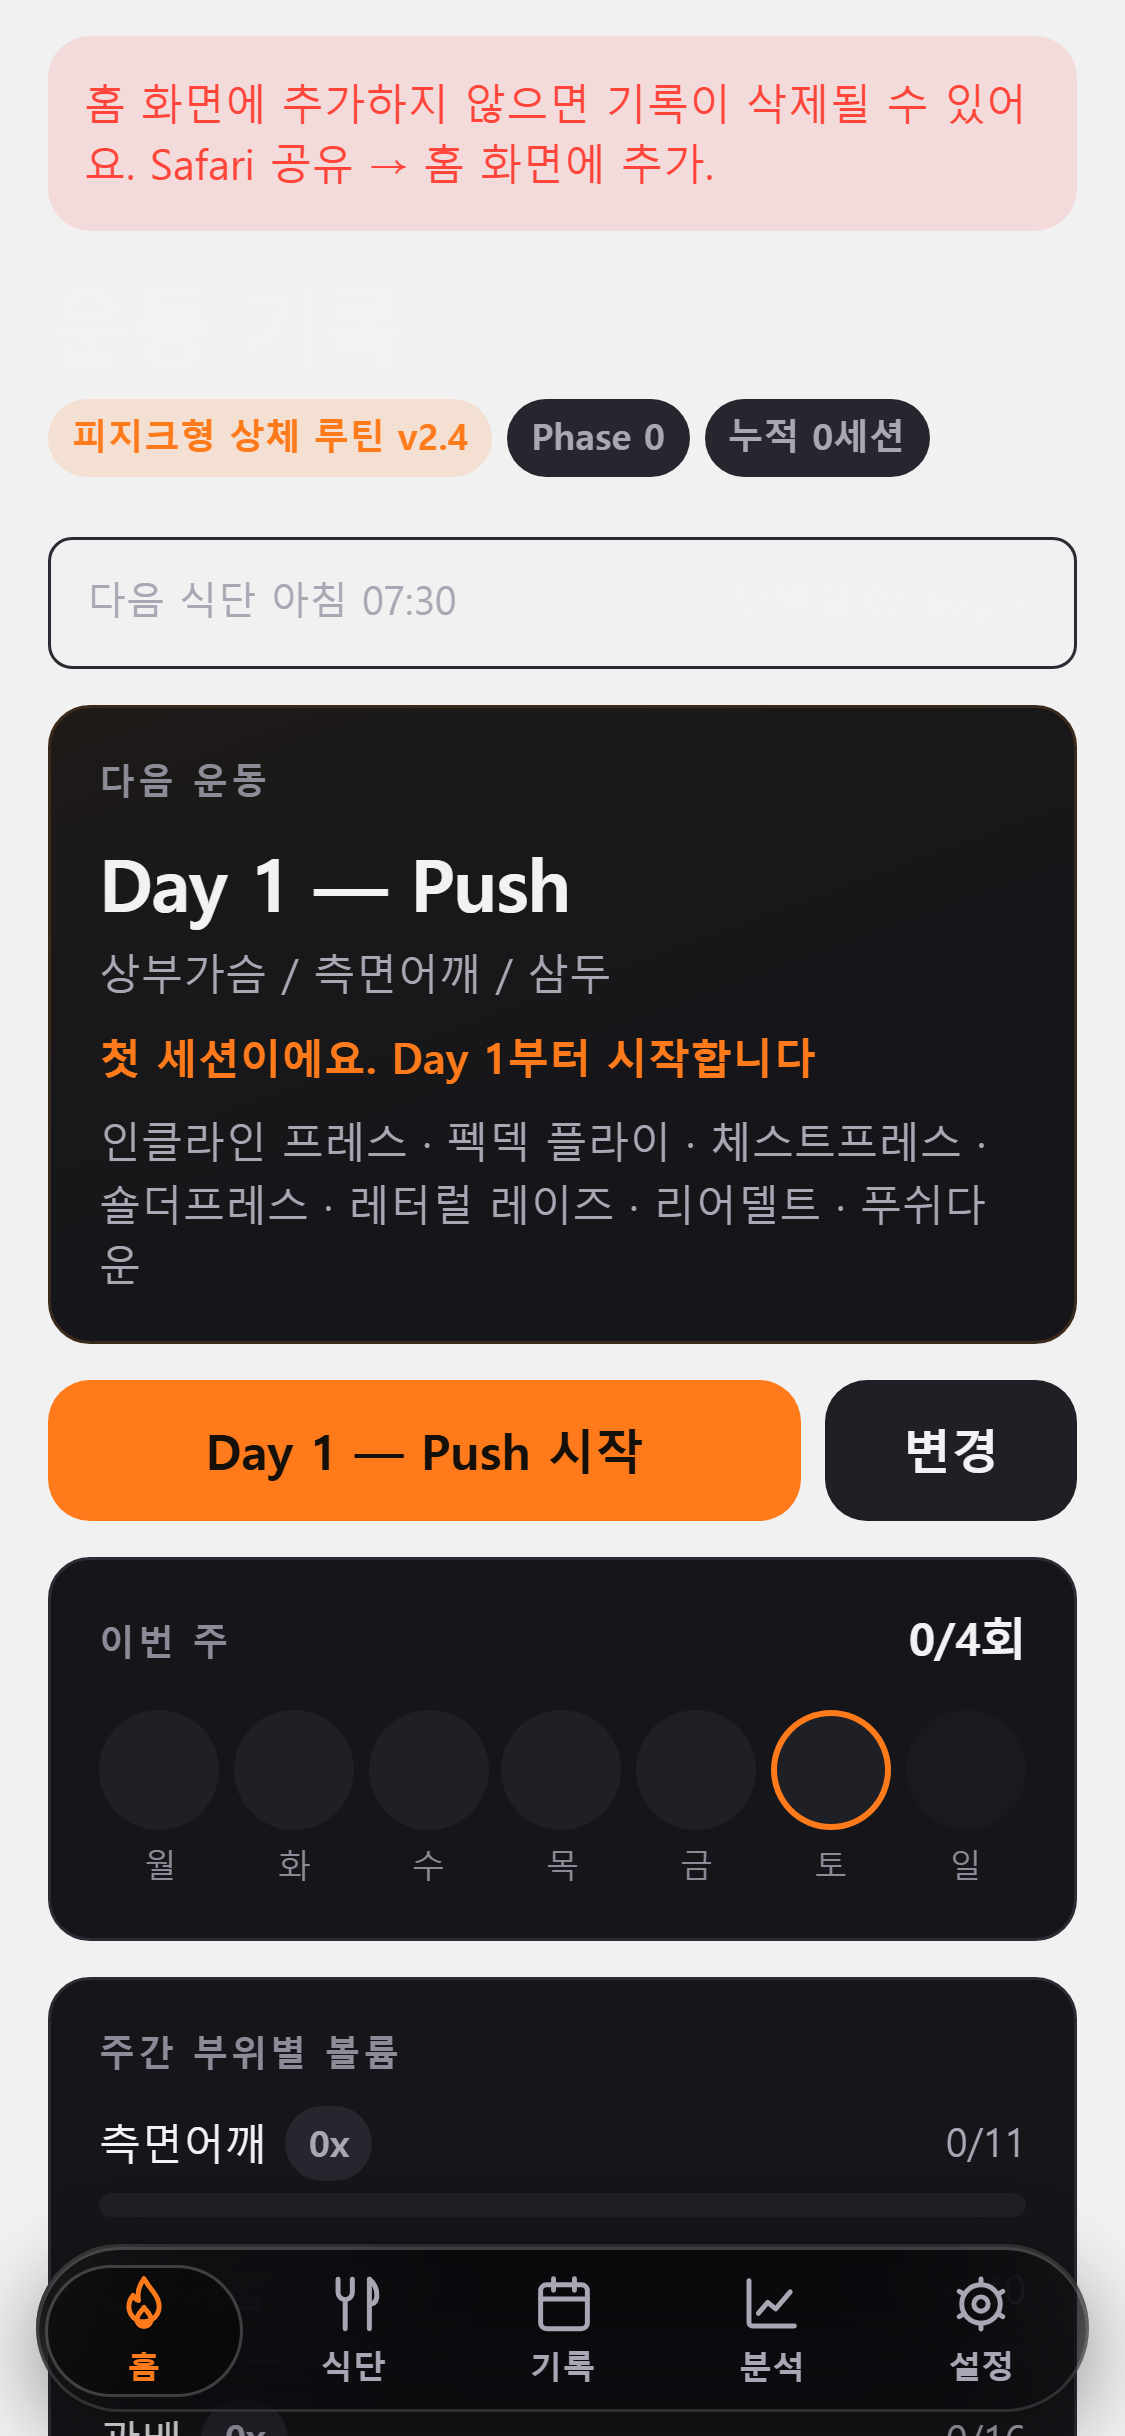 홈 화면에 추가하지 않으면 기록이 삭제될 수 있어
요. Safari 공유 → 홈 화면에 추가.
운동 기록
피지크형 상체 루틴 v2.4
Phase 0
누적 0세션
다음 식단 아침 07:30
다음 운동
Day 1 — Push
상부가슴 / 측면어깨 / 삼두
첫 세션이에요. Day 1부터 시작합니다
인클라인 프레스 · 펙덱 플라이 · 체스트프레스 ·
숄더프레스 · 레터럴 레이즈 · 리어델트 · 푸쉬다
운
Day 1 — Push 시작
변경
이번 주
0/4회
월 화 수 목 금 토 일
주간 부위별 볼륨
측면어깨 0x
0/11
홈
식단
기록
분석
설정